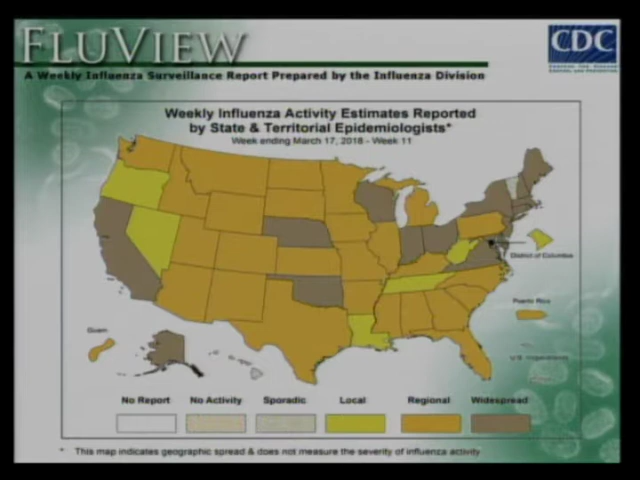 FLUVIEW
CDC
A Weekly Influenza Surveillance Report Prepared by the Influenza Division
Weekly Influenza Activity Estimates Reported
by State & Territorial Epidemiologists*
Week ending March 17, 2018 - Week 11
District of Columbia
Puerto Rico
Guam
No Report
No Activity
Sporadic
Local
Regional
Widespread
* This map indicates geographic spread & does not measure the severity of influenza activity